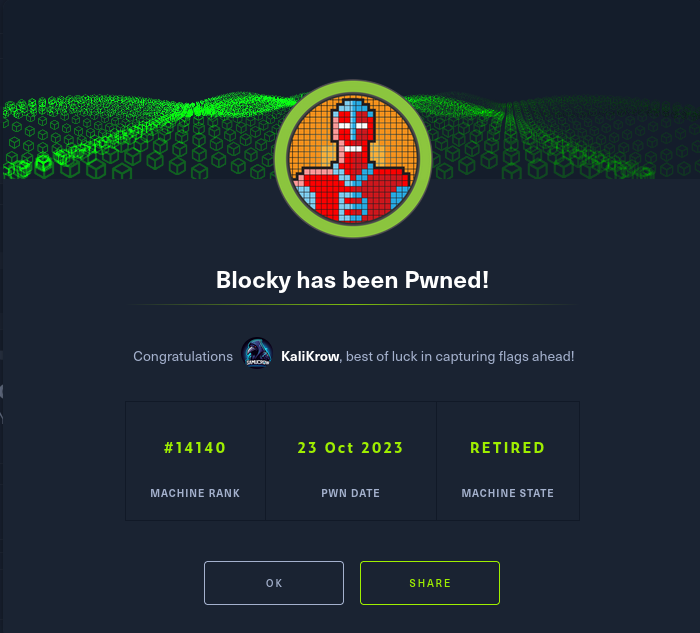 Blocky has been Pwned!
Congratulations KaliKrow, best of luck in capturing flags ahead!
#14140 23 Oct 2023 RETIRED
MACHINE RANK PWN DATE MACHINE STATE
OK SHARE